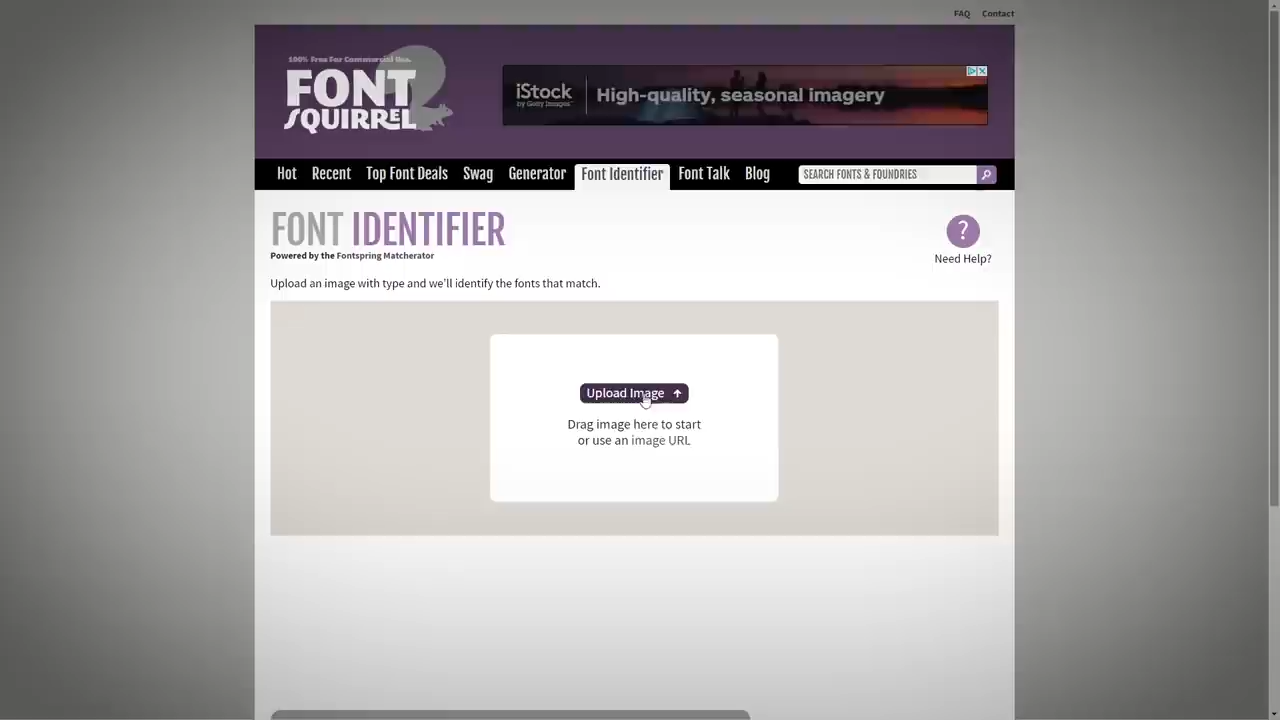 FAQ Contact
100% Free For Commercial Use.
FONT
SQUIRREL
iStock
by Getty Images™
High-quality, seasonal imagery
Hot Recent Top Font Deals Swag Generator Font Identifier Font Talk Blog SEARCH FONTS & FOUNDRIES
FONT IDENTIFIER
Powered by the Fontspring Matcherator
?
Need Help?
Upload an image with type and we'll identify the fonts that match.
Upload Image
Drag image here to start
or use an image URL